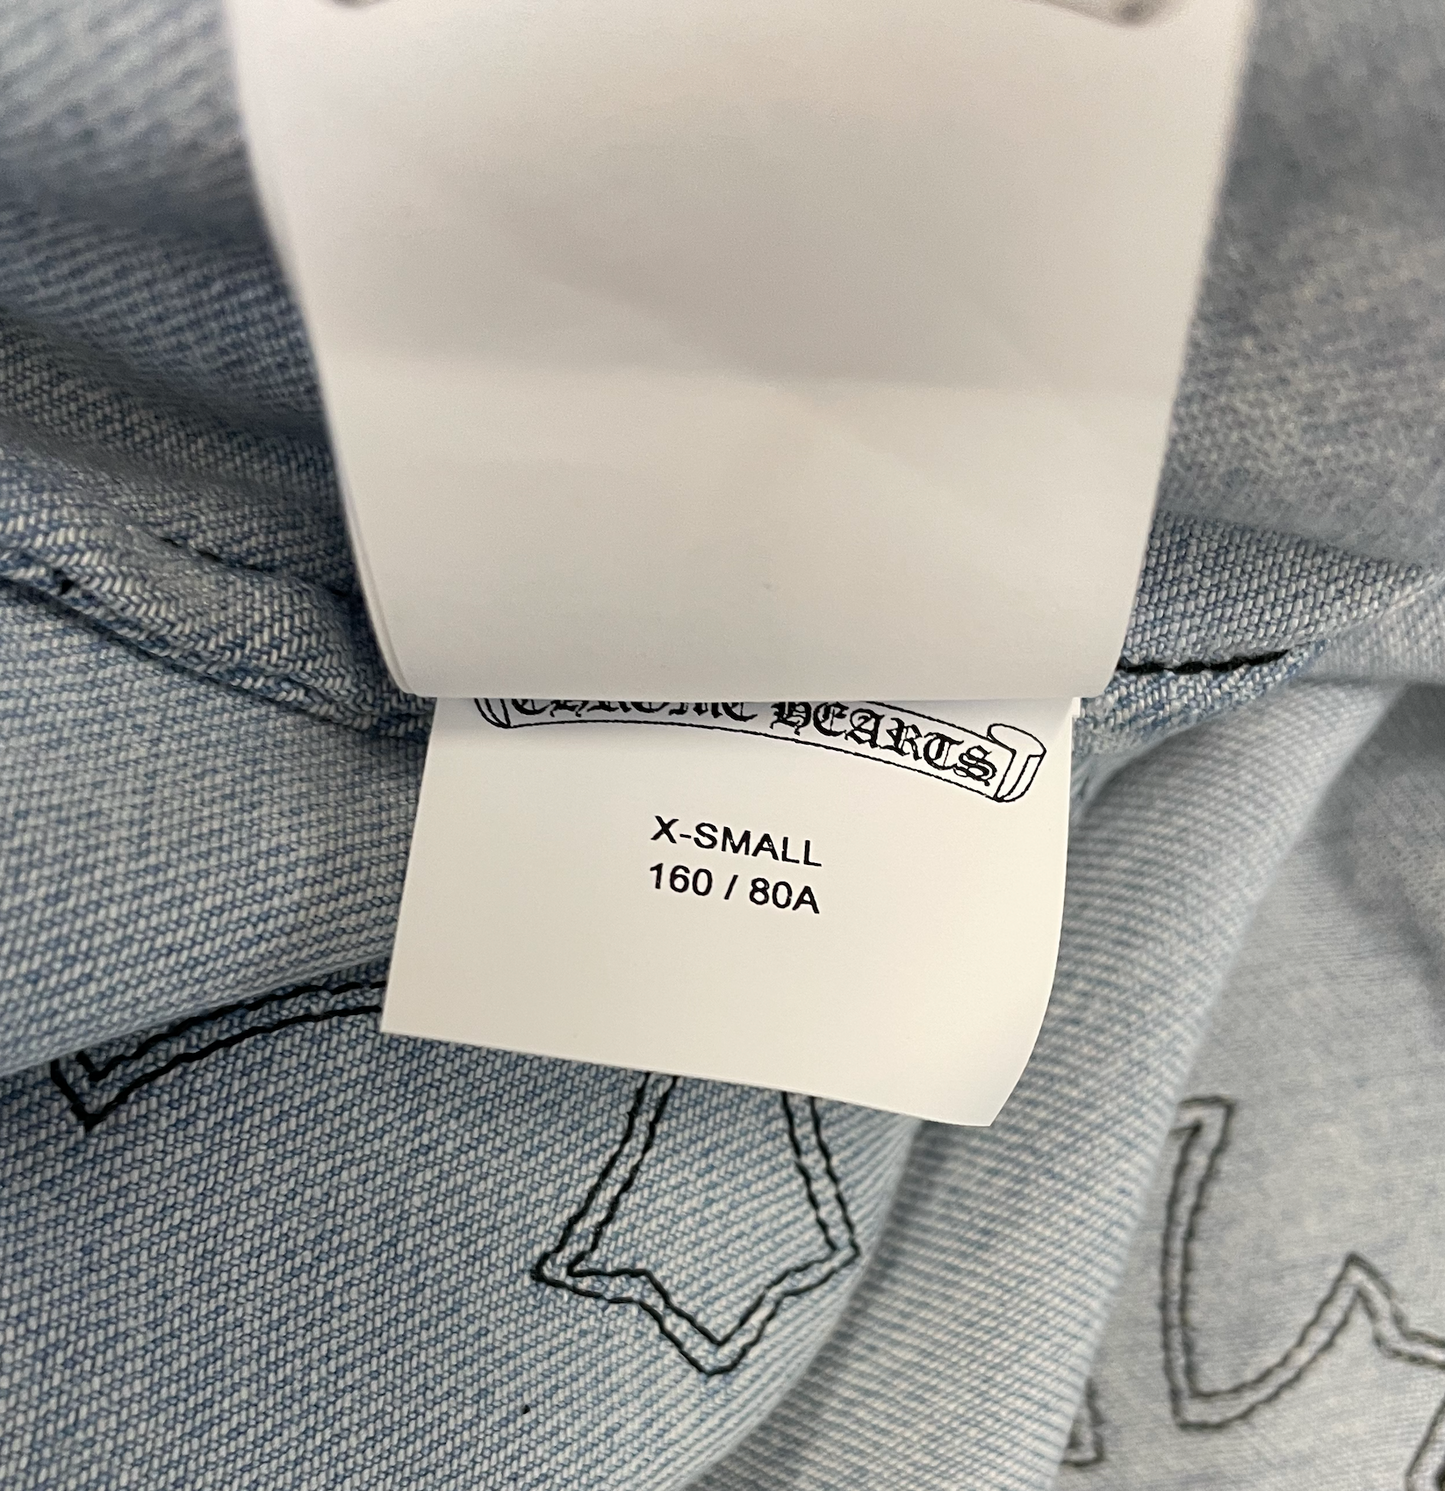 CHROME HEARTS
X-SMALL
160 / 80A